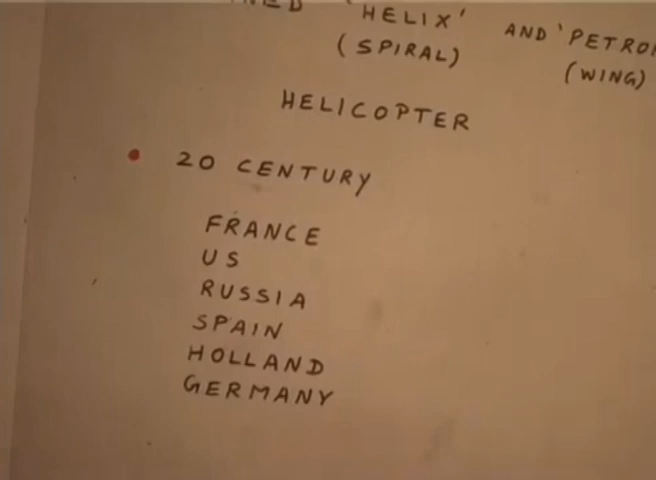 'HELIX' AND 'PETRO
(SPIRAL) (WING)
HELICOPTER
• 20 CENTURY
FRANCE
US
RUSSIA
SPAIN
HOLLAND
GERMANY